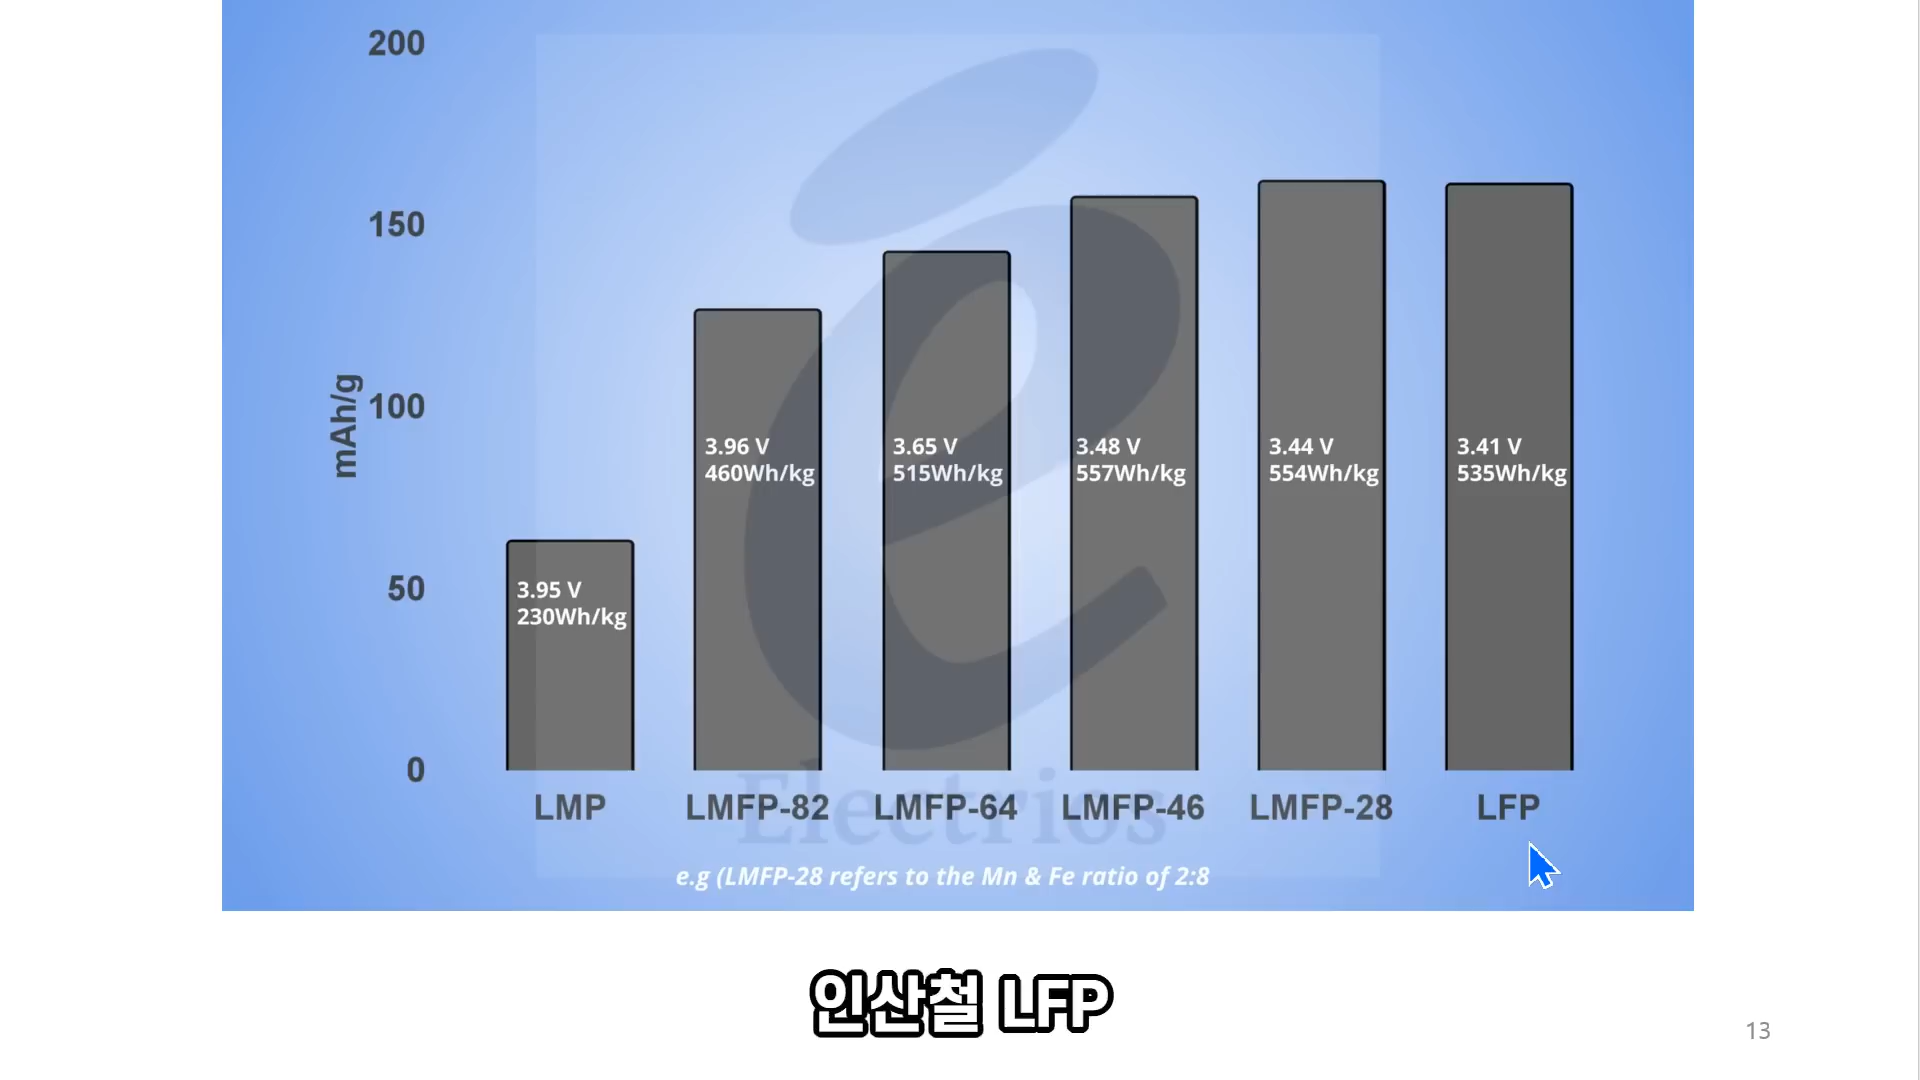 200
150
100
50
0
mAh/g
3.95 V
230Wh/kg
3.96 V
460Wh/kg
3.65 V
515Wh/kg
3.48 V
557Wh/kg
3.44 V
554Wh/kg
3.41 V
535Wh/kg
LMP LMFP-82 LMFP-64 LMFP-46 LMFP-28 LFP
Electrios
e.g (LMFP-28 refers to the Mn & Fe ratio of 2:8
인산철 LFP
13